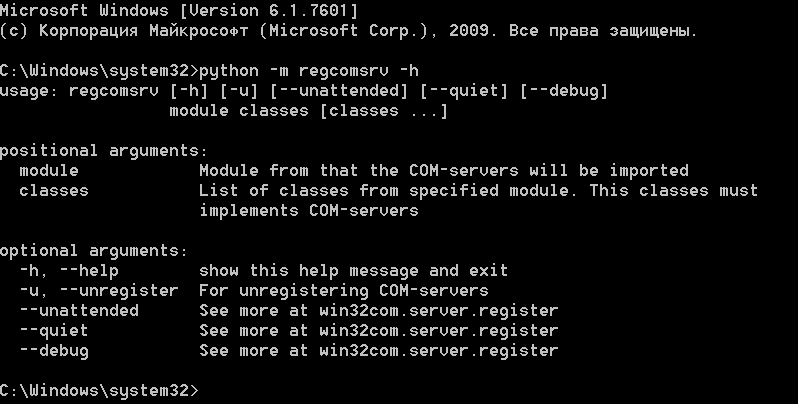 Microsoft Windows [Version 6.1.7601]
(c) Корпорация Майкрософт (Microsoft Corp.), 2009. Все права защищены.
C:\Windows\system32>python -m regcomsrv -h
usage: regcomsrv [-h] [-u] [--unattended] [--quiet] [--debug]
module classes [classes ...]
positional arguments:
module Module from that the COM-servers will be imported
classes List of classes from specified module. This classes must
implements COM-servers
optional arguments:
-h, --help show this help message and exit
-u, --unregister For unregistering COM-servers
--unattended See more at win32com.server.register
--quiet See more at win32com.server.register
--debug See more at win32com.server.register
C:\Windows\system32>